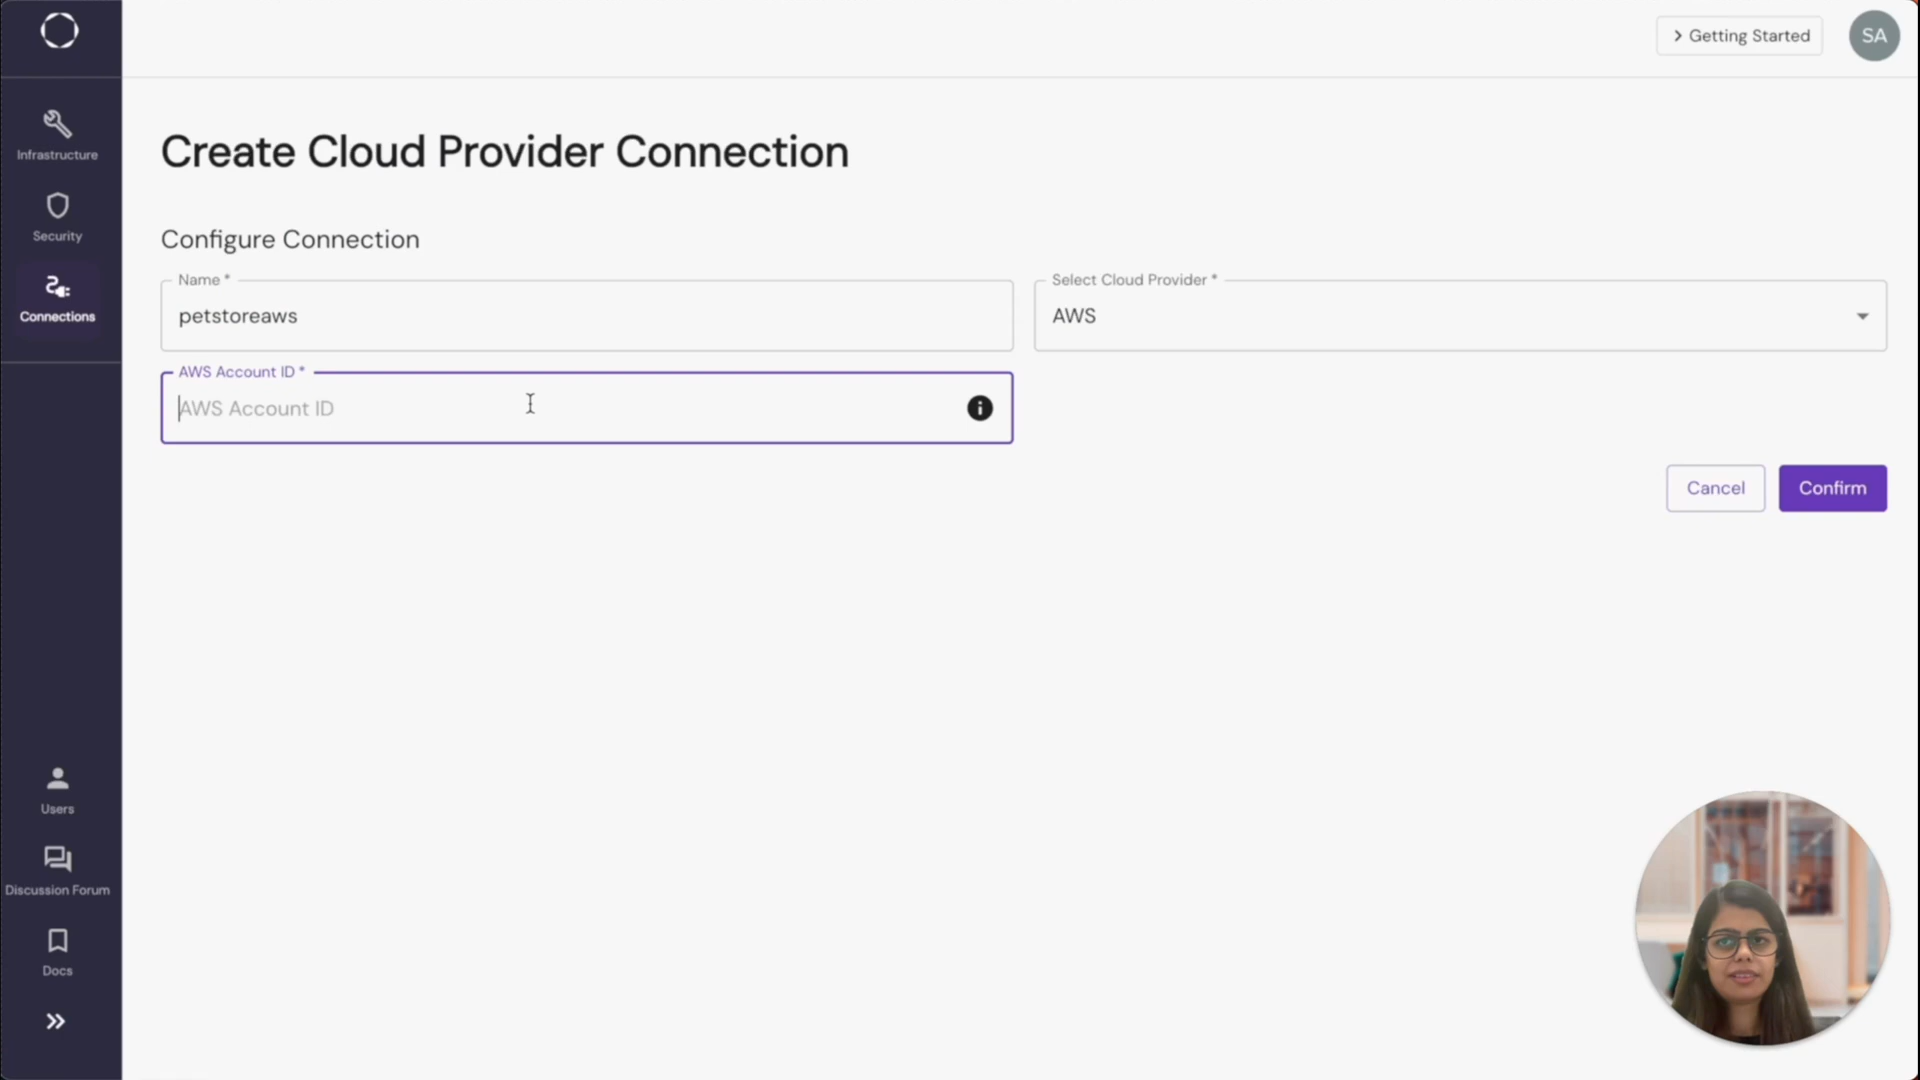 Getting Started
SA
Infrastructure
Security
Connections
Create Cloud Provider Connection
Configure Connection
Name *
petstoreaws
Select Cloud Provider *
AWS
AWS Account ID *
AWS Account ID
Cancel
Confirm
Users
Discussion Forum
Docs